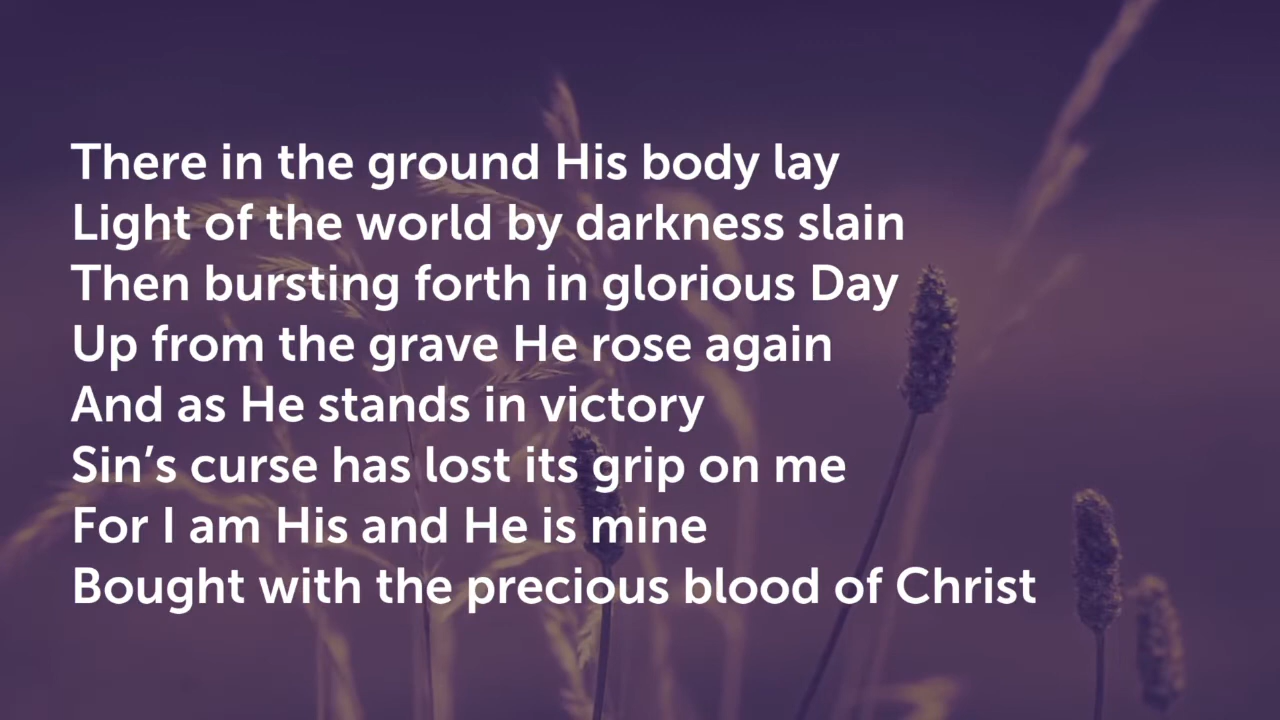 There in the ground His body lay
Light of the world by darkness slain
Then bursting forth in glorious Day
Up from the grave He rose again
And as He stands in victory
Sin’s curse has lost its grip on me
For I am His and He is mine
Bought with the precious blood of Christ